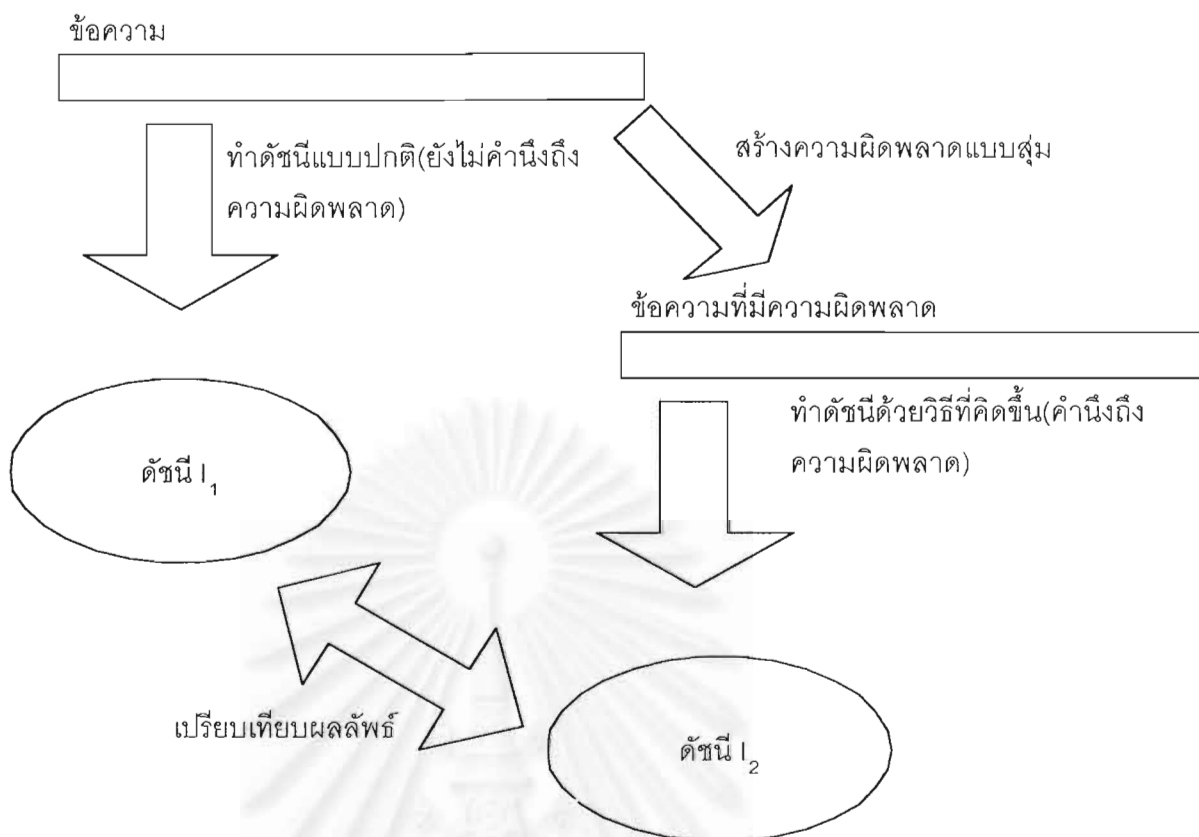 ข้อความ
ทำดัชนีแบบปกติ(ยังไม่คำนึงถึง
ความผิดพลาด)
สร้างความผิดพลาดแบบสุ่ม
ข้อความที่มีความผิดพลาด
ทำดัชนีด้วยวิธีที่คิดขึ้น(คำนึงถึง
ความผิดพลาด)
ดัชนี I₁
เปรียบเทียบผลลัพธ์
ดัชนี I₂